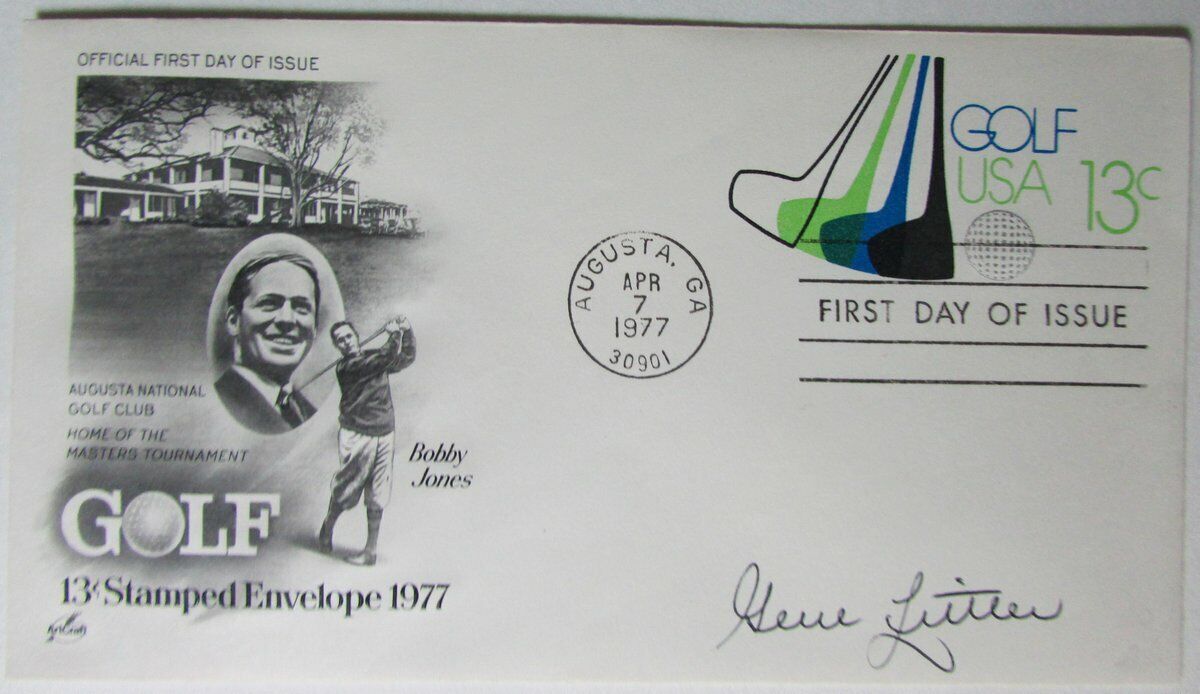 OFFICIAL FIRST DAY OF ISSUE
AUGUSTA NATIONAL
GOLF CLUB
HOME OF THE
MASTERS TOURNAMENT
Bobby
Jones
GOLF
13¢ Stamped Envelope 1977
ArtCraft
AUGUSTA, GA
APR
7
1977
30901
GOLF
USA 13c
FIRST DAY OF ISSUE
Gene Littler